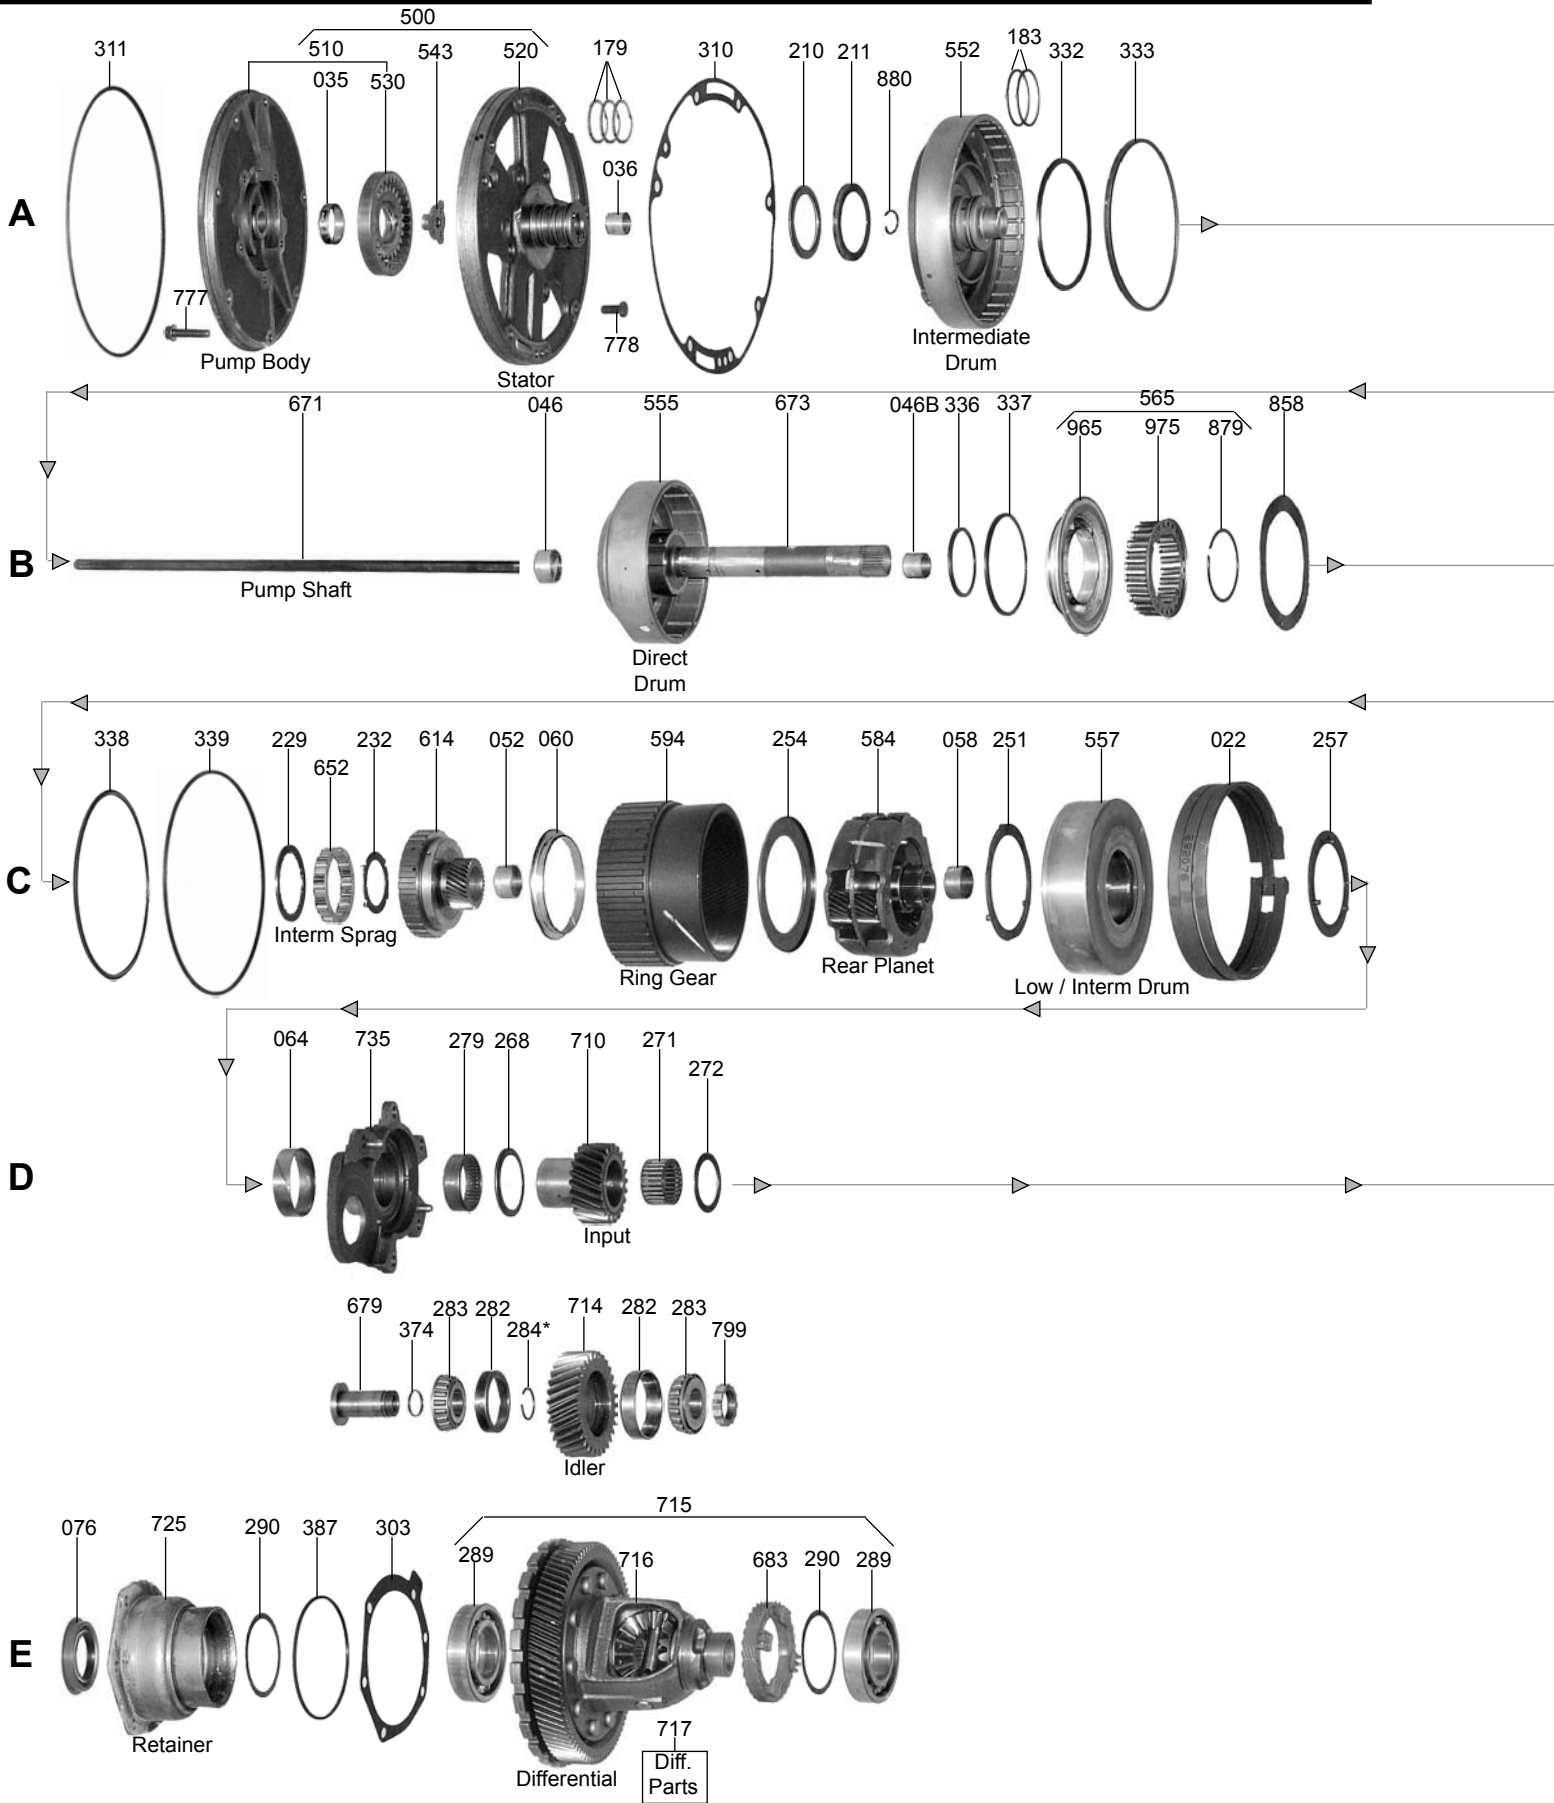 500
311 510 543 520 179 310 210 211 552 183 332 333
035 530 880
036
A
777
778
Pump Body
Stator
Intermediate
Drum
671 046 555 673 046B 336 337 565 858
965 975 879
B
Pump Shaft
Direct
Drum
338 339 229 232 614 052 060 594 254 584 058 251 557 022 257
652
C
Interm Sprag
Ring Gear
Rear Planet
Low / Interm Drum
064 735 279 268 710 271
272
D
Input
679 283 282 714 282 283
374 284* 799
Idler
715
076 725 290 387 303
289 716 683 290 289
E
Retainer
717
Diff.
Parts
Differential